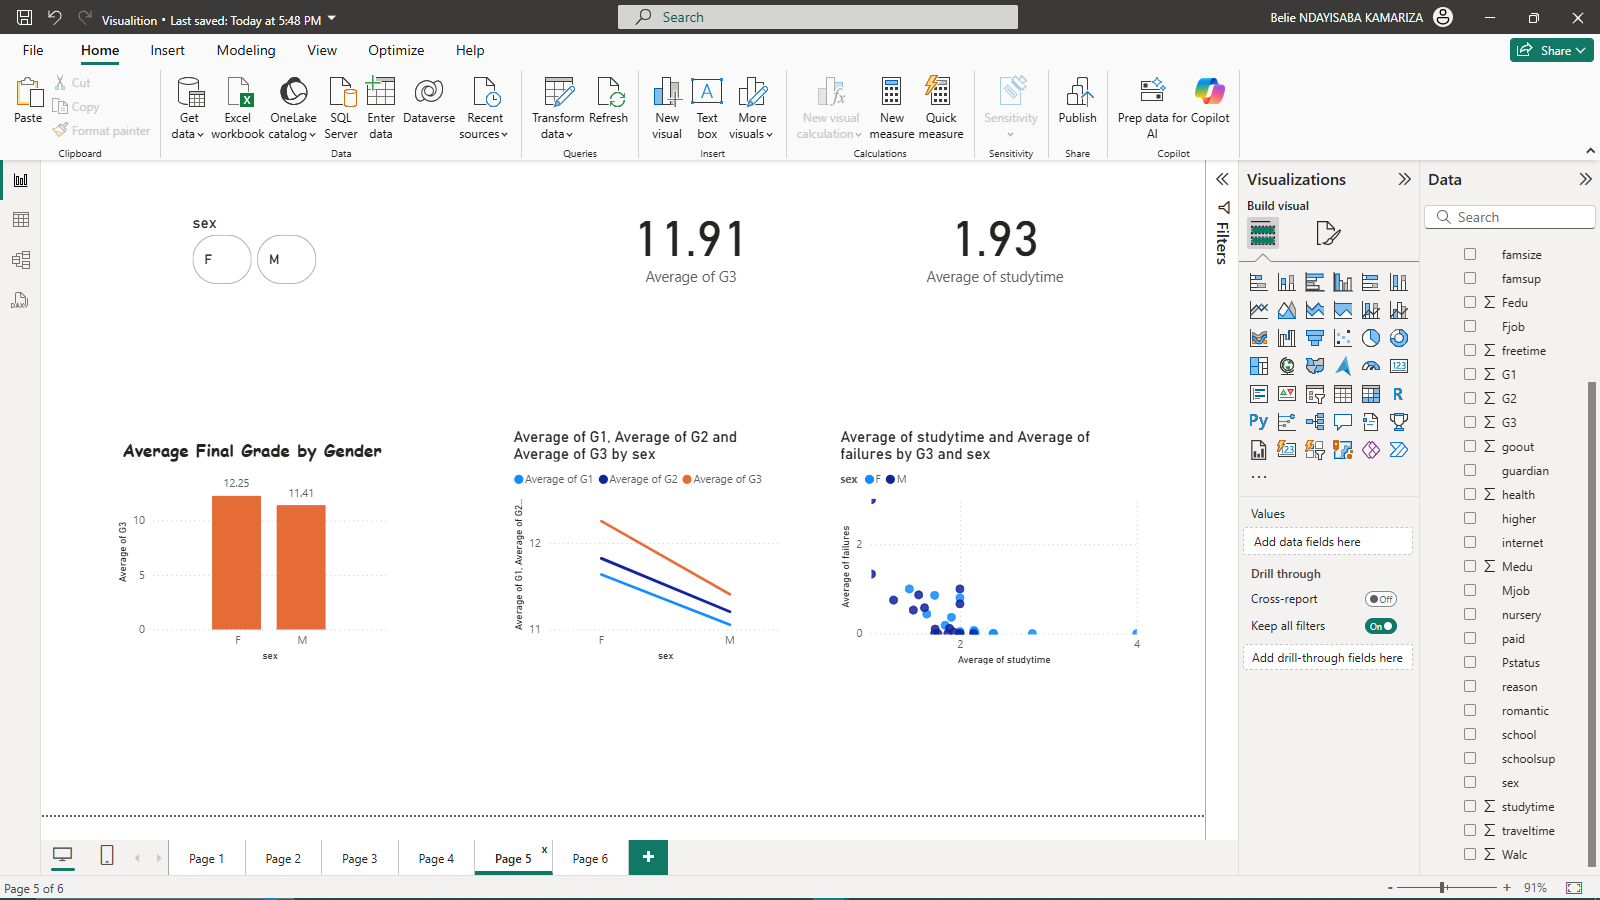 Visualition • Last saved: Today at 5:48 PM
Search
Belie NDAYISABA KAMARIZA
File
Home
Insert
Modeling
View
Optimize
Help
Share
Paste
Cut
Copy
Format painter
Clipboard
Get data
Excel workbook
OneLake catalog
SQL Server
Enter data
Dataverse
Recent sources
Data
Transform data
Refresh
Queries
New visual
Text box
More visuals
Insert
New visual calculation
New measure
Quick measure
Calculations
Sensitivity
Sensitivity
Publish
Share
Prep data for AI
Copilot
Copilot
sex
F
M
11.91
Average of G3
1.93
Average of studytime
Average Final Grade by Gender
12.25
11.41
Average of G3
10
5
0
F
M
sex
Average of G1, Average of G2 and
Average of G3 by sex
Average of G1
Average of G2
Average of G3
Average of G1, Average of G2...
12
11
F
M
sex
Average of studytime and Average of
failures by G3 and sex
sex
F
M
Average of failures
2
0
2
4
Average of studytime
Filters
Visualizations
Build visual
123
R
Py
Values
Add data fields here
Drill through
Cross-report
Off
Keep all filters
On
Add drill-through fields here
Data
Search
famsize
famsup
Fedu
Fjob
freetime
G1
G2
G3
goout
guardian
health
higher
internet
Medu
Mjob
nursery
paid
Pstatus
reason
romantic
school
schoolsup
sex
studytime
traveltime
Walc
Page 1
Page 2
Page 3
Page 4
Page 5
x
Page 6
+
Page 5 of 6
- + 91%